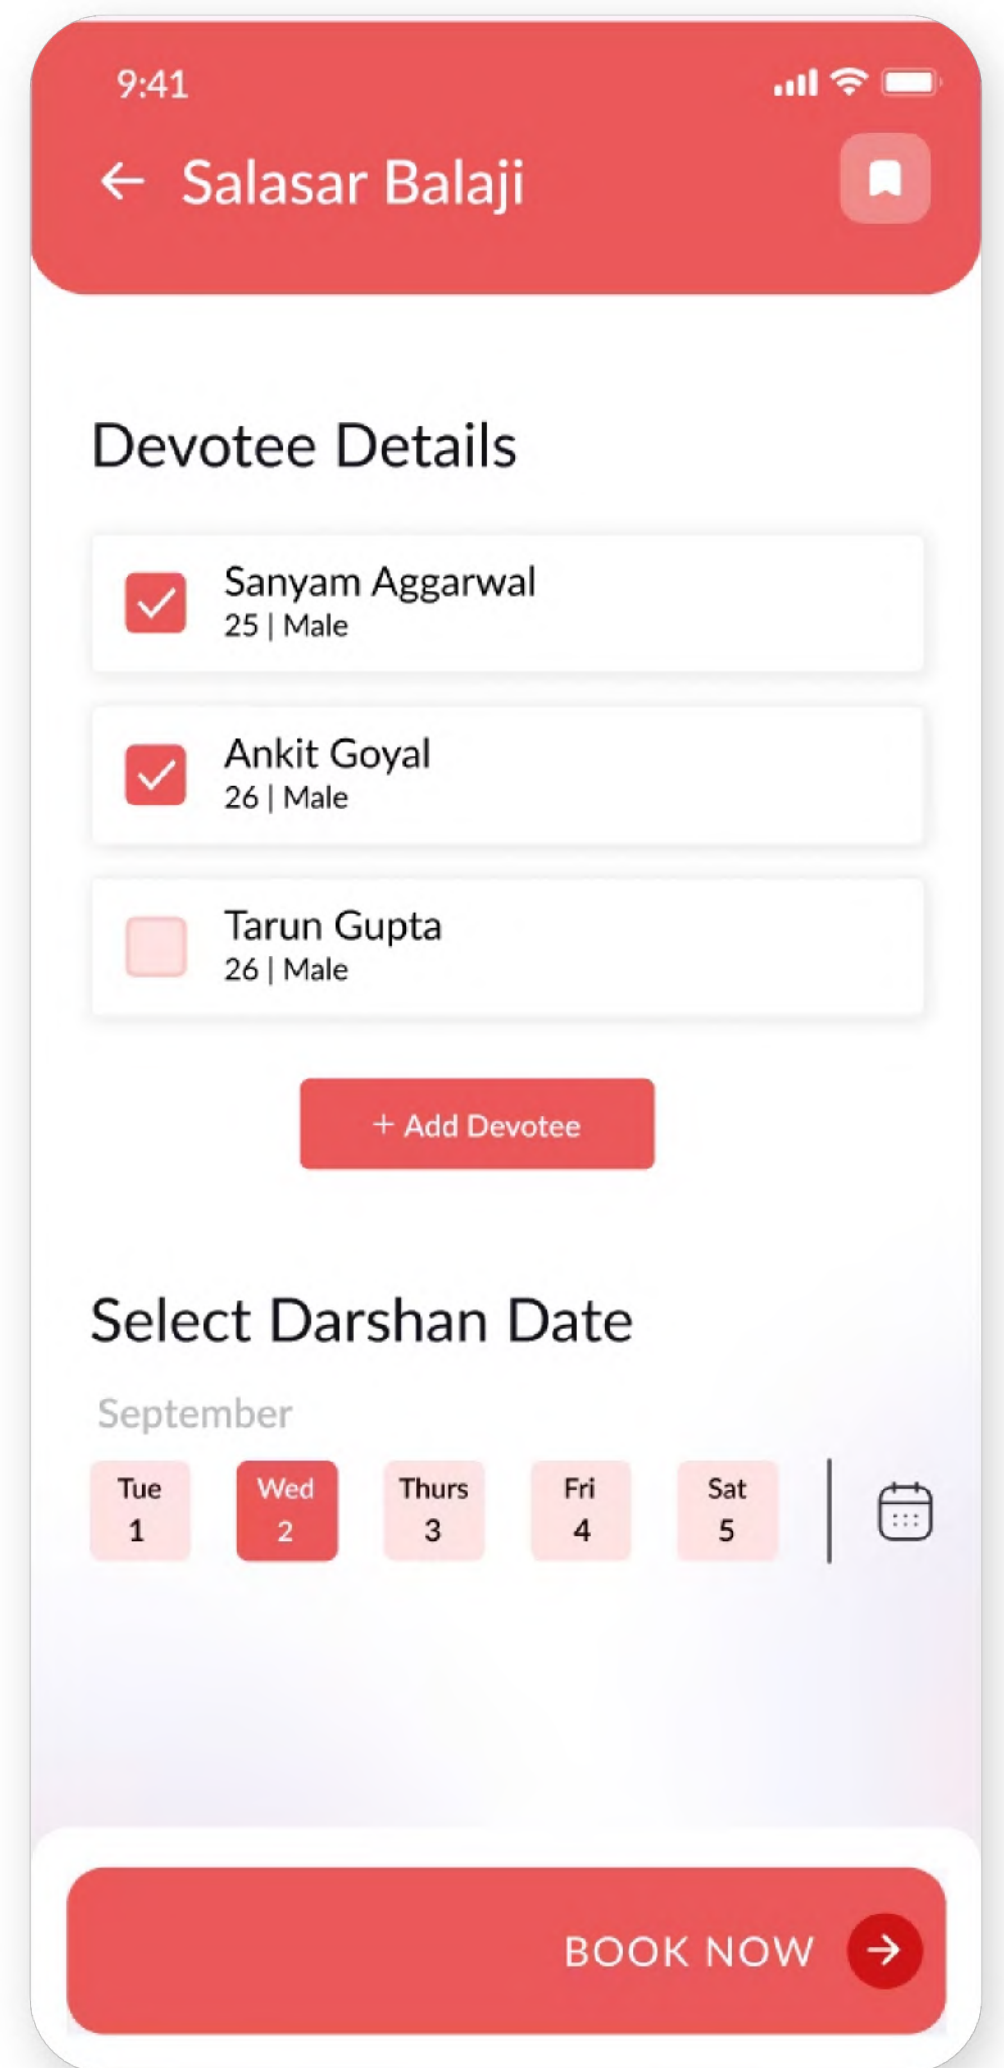 9:41
Salasar Balaji
Devotee Details
Sanyam Aggarwal
25 | Male
Ankit Goyal
26 | Male
Tarun Gupta
26 | Male
+ Add Devotee
Select Darshan Date
September
Tue Wed Thurs Fri Sat
1 2 3 4 5
BOOK NOW